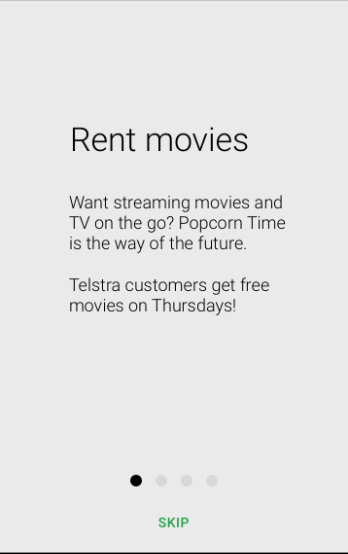 Rent movies
Want streaming movies and
TV on the go? Popcorn Time
is the way of the future.
Telstra customers get free
movies on Thursdays!
SKIP